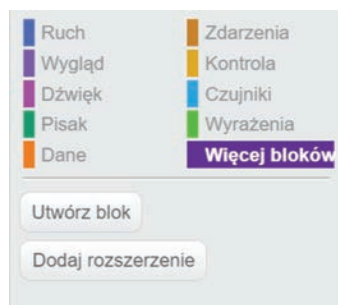 Ruch Zdarzenia
Wygląd Kontrola
Dźwięk Czujniki
Pisak Wyrażenia
Dane Więcej bloków
Utwórz blok
Dodaj rozszerzenie